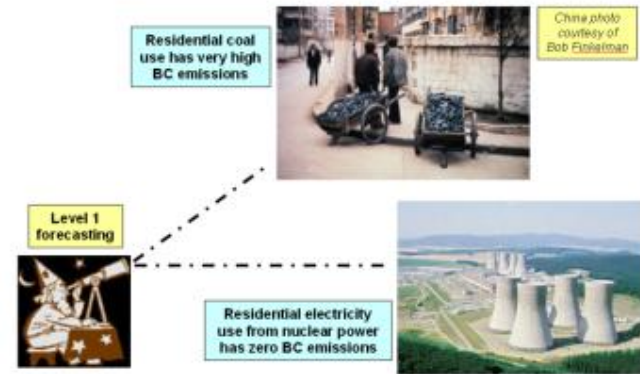 Residential coal
use has very high
BC emissions
China photo
courtesy of
Bob Finkelman
Level 1
forecasting
Residential electricity
use from nuclear power
has zero BC emissions